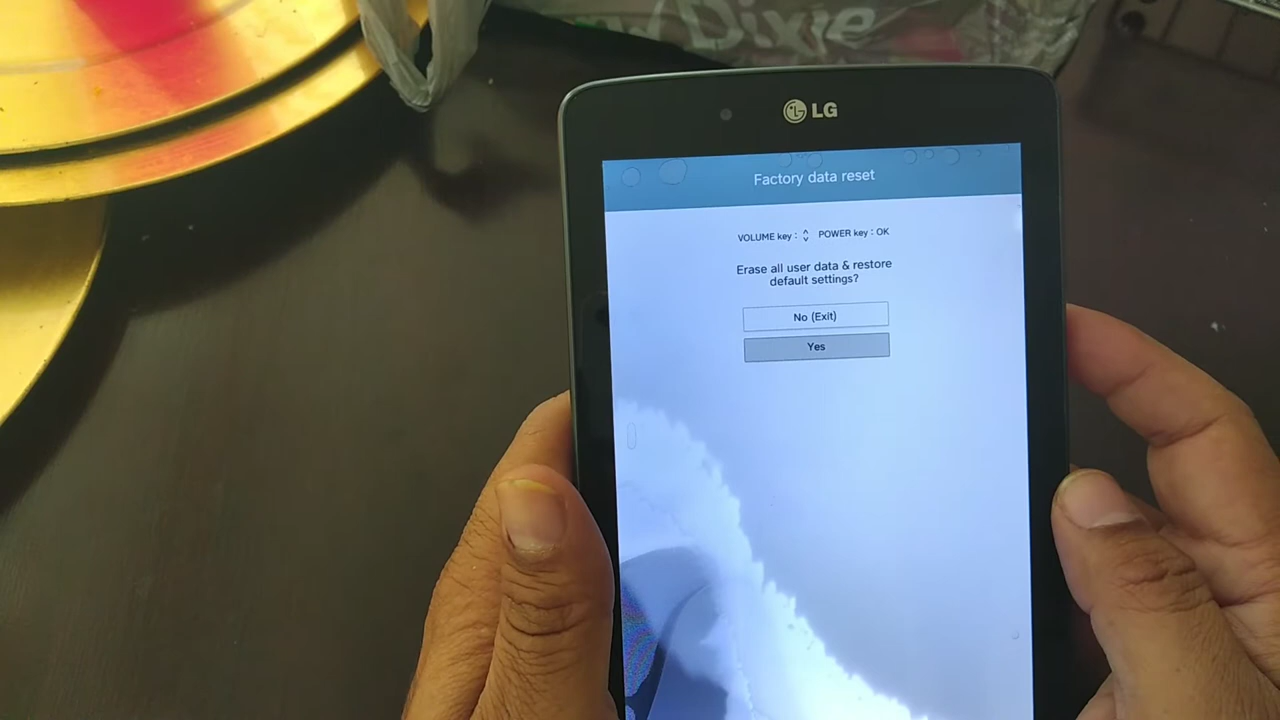 Dixie
LG
Factory data reset
VOLUME key : POWER key : OK
Erase all user data & restore
default settings?
No (Exit)
Yes